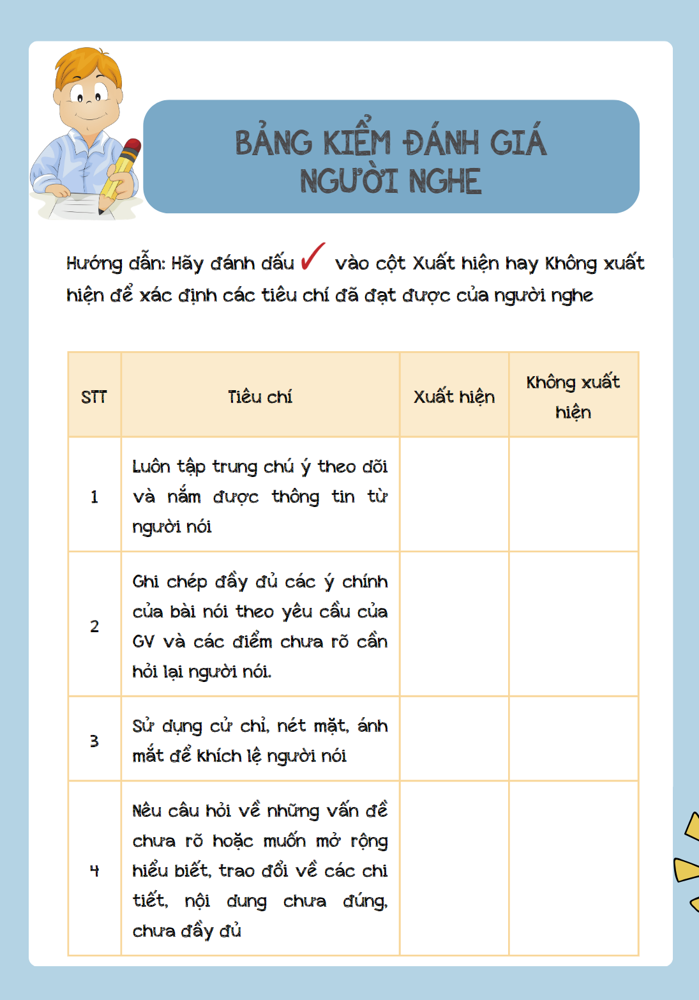 BẢNG KIỂM ĐÁNH GIÁ
NGƯỜI NGHE
Hướng dẫn: Hãy đánh dấu vào cột Xuất hiện hay Không xuất
hiện để xác định các tiêu chí đã đạt được của người nghe
STT
Tiêu chí
Xuất hiện
Không xuất
hiện
1
Luôn tập trung chú ý theo dõi
và nắm được thông tin từ
người nói
2
Ghi chép đầy đủ các ý chính
của bài nói theo yêu cầu của
GV và các điểm chưa rõ cần
hỏi lại người nói.
3
Sử dụng cử chỉ, nét mặt, ánh
mắt để khích lệ người nói
4
Nêu câu hỏi về những vấn đề
chưa rõ hoặc muốn mở rộng
hiểu biết, trao đổi về các chi
tiết, nội dung chưa đúng,
chưa đầy đủ